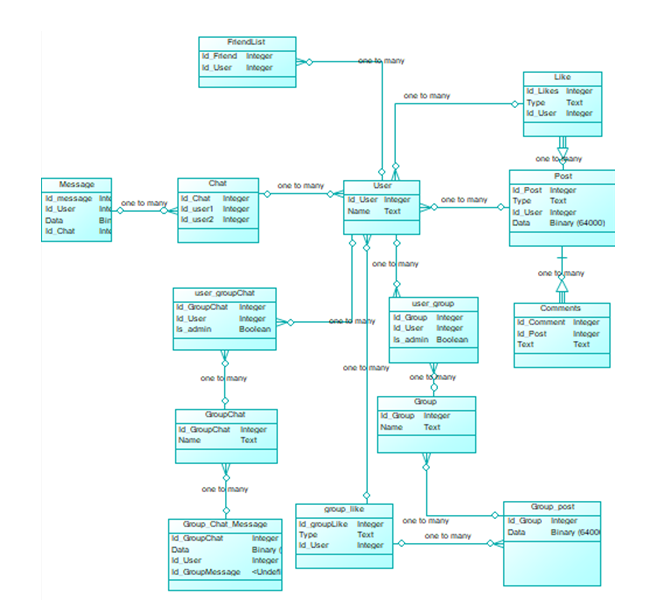 FriendList
Id_Friend Integer
Id_User Integer
one to many
Like
Id_Likes Integer
Type Text
Id_User Integer
one to many
one to many
Message
Id_message Inte
Id_User Inte
Data Bin
Id_Chat Inte
one to many
Chat
Id_Chat Integer
Id_user1 Integer
Id_user2 Integer
one to many
User
Id_User Integer
Name Text
one to many
Post
Id_Post Integer
Type Text
Id_User Integer
Data Binary (64000)
one to many
one to many
user_groupChat
Id_GroupChat Integer
Id_User Integer
Is_admin Boolean
one to many
user_group
Id_Group Integer
Id_User Integer
Is_admin Boolean
Comments
Id_Comment Integer
Id_Post Integer
Text Text
one to many
one to many
one to many
GroupChat
Id_GroupChat Integer
Name Text
Group
Id_Group Integer
Name Text
one to many
Group_Chat_Message
Id_GroupChat Integer
Data Binary (
Id_User Integer
Id_GroupMessage <Undefi
group_like
Id_groupLike Integer
Type Text
Id_User Integer
one to many
one to many
Group_post
Id_Group Integer
Data Binary (6400